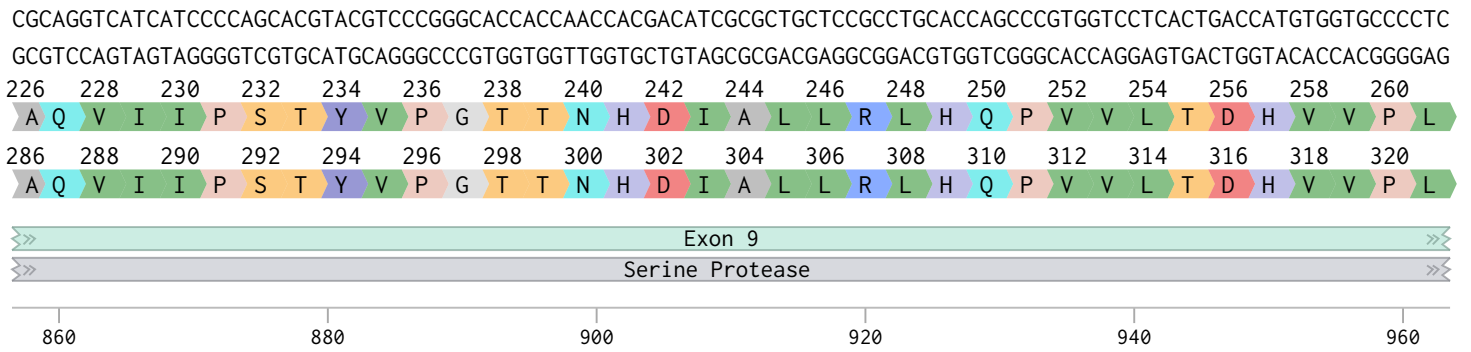 CGCAGGTCATCATCCCCAGCACGTACGTCCCGGGCACCACCAACCACGACATCGCGCTGCTCCGCCTGCACCAGCCCGTGGTCCTCACTGACCATGTGGTGCCCCTC
GCGTCCAGTAGTAGGGGTCGTGCATGCAGGGCCCGTGGTGGTTGGTGCTGTAGCGCGACGAGGCGGACGTGGTCGGGCACCAGGAGTGACTGGTACACCACGGGGAG
226 228 230 232 234 236 238 240 242 244 246 248 250 252 254 256 258 260
A Q V I I P S T Y V P G T T N H D I A L L R L H Q P V V L T D H V V P L
286 288 290 292 294 296 298 300 302 304 306 308 310 312 314 316 318 320
A Q V I I P S T Y V P G T T N H D I A L L R L H Q P V V L T D H V V P L
Exon 9
Serine Protease
860 880 900 920 940 960